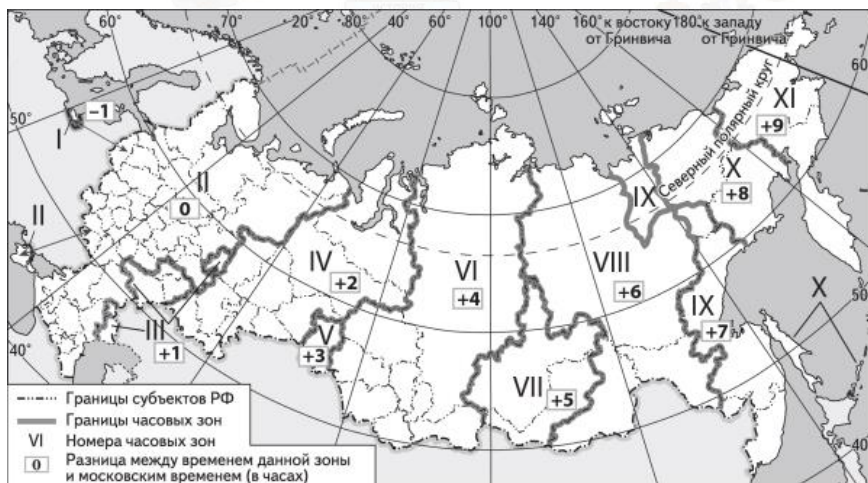 60° 70° 20° 80° 40° 60° 100° 140° 160° к востоку 180° к западу
от Гринвича от Гринвича
60
50°
I
-1
II
0
II
40°
III
+1
IV
+2
V
+3
VI
+4
VII
+5
VIII
+6
IX
Северный полярный круг
XI
+9
X
+8
IX
+7
X
50
40
Границы субъектов РФ
Границы часовых зон
VI Номера часовых зон
0 Разница между временем данной зоны
и московским временем (в часах)